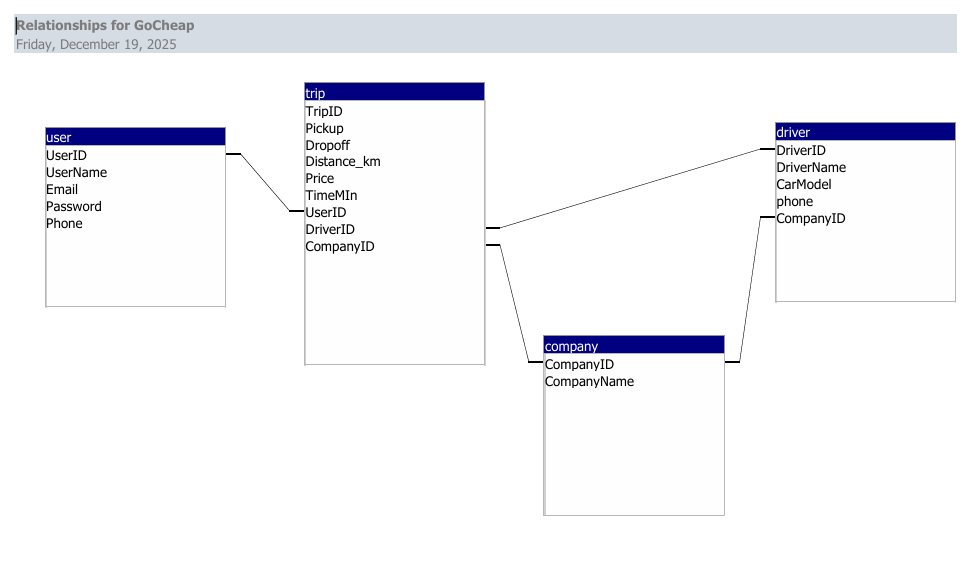 Relationships for GoCheap
Friday, December 19, 2025
user
UserID
UserName
Email
Password
Phone
trip
TripID
Pickup
Dropoff
Distance_km
Price
TimeMIn
UserID
DriverID
CompanyID
driver
DriverID
DriverName
CarModel
phone
CompanyID
company
CompanyID
CompanyName